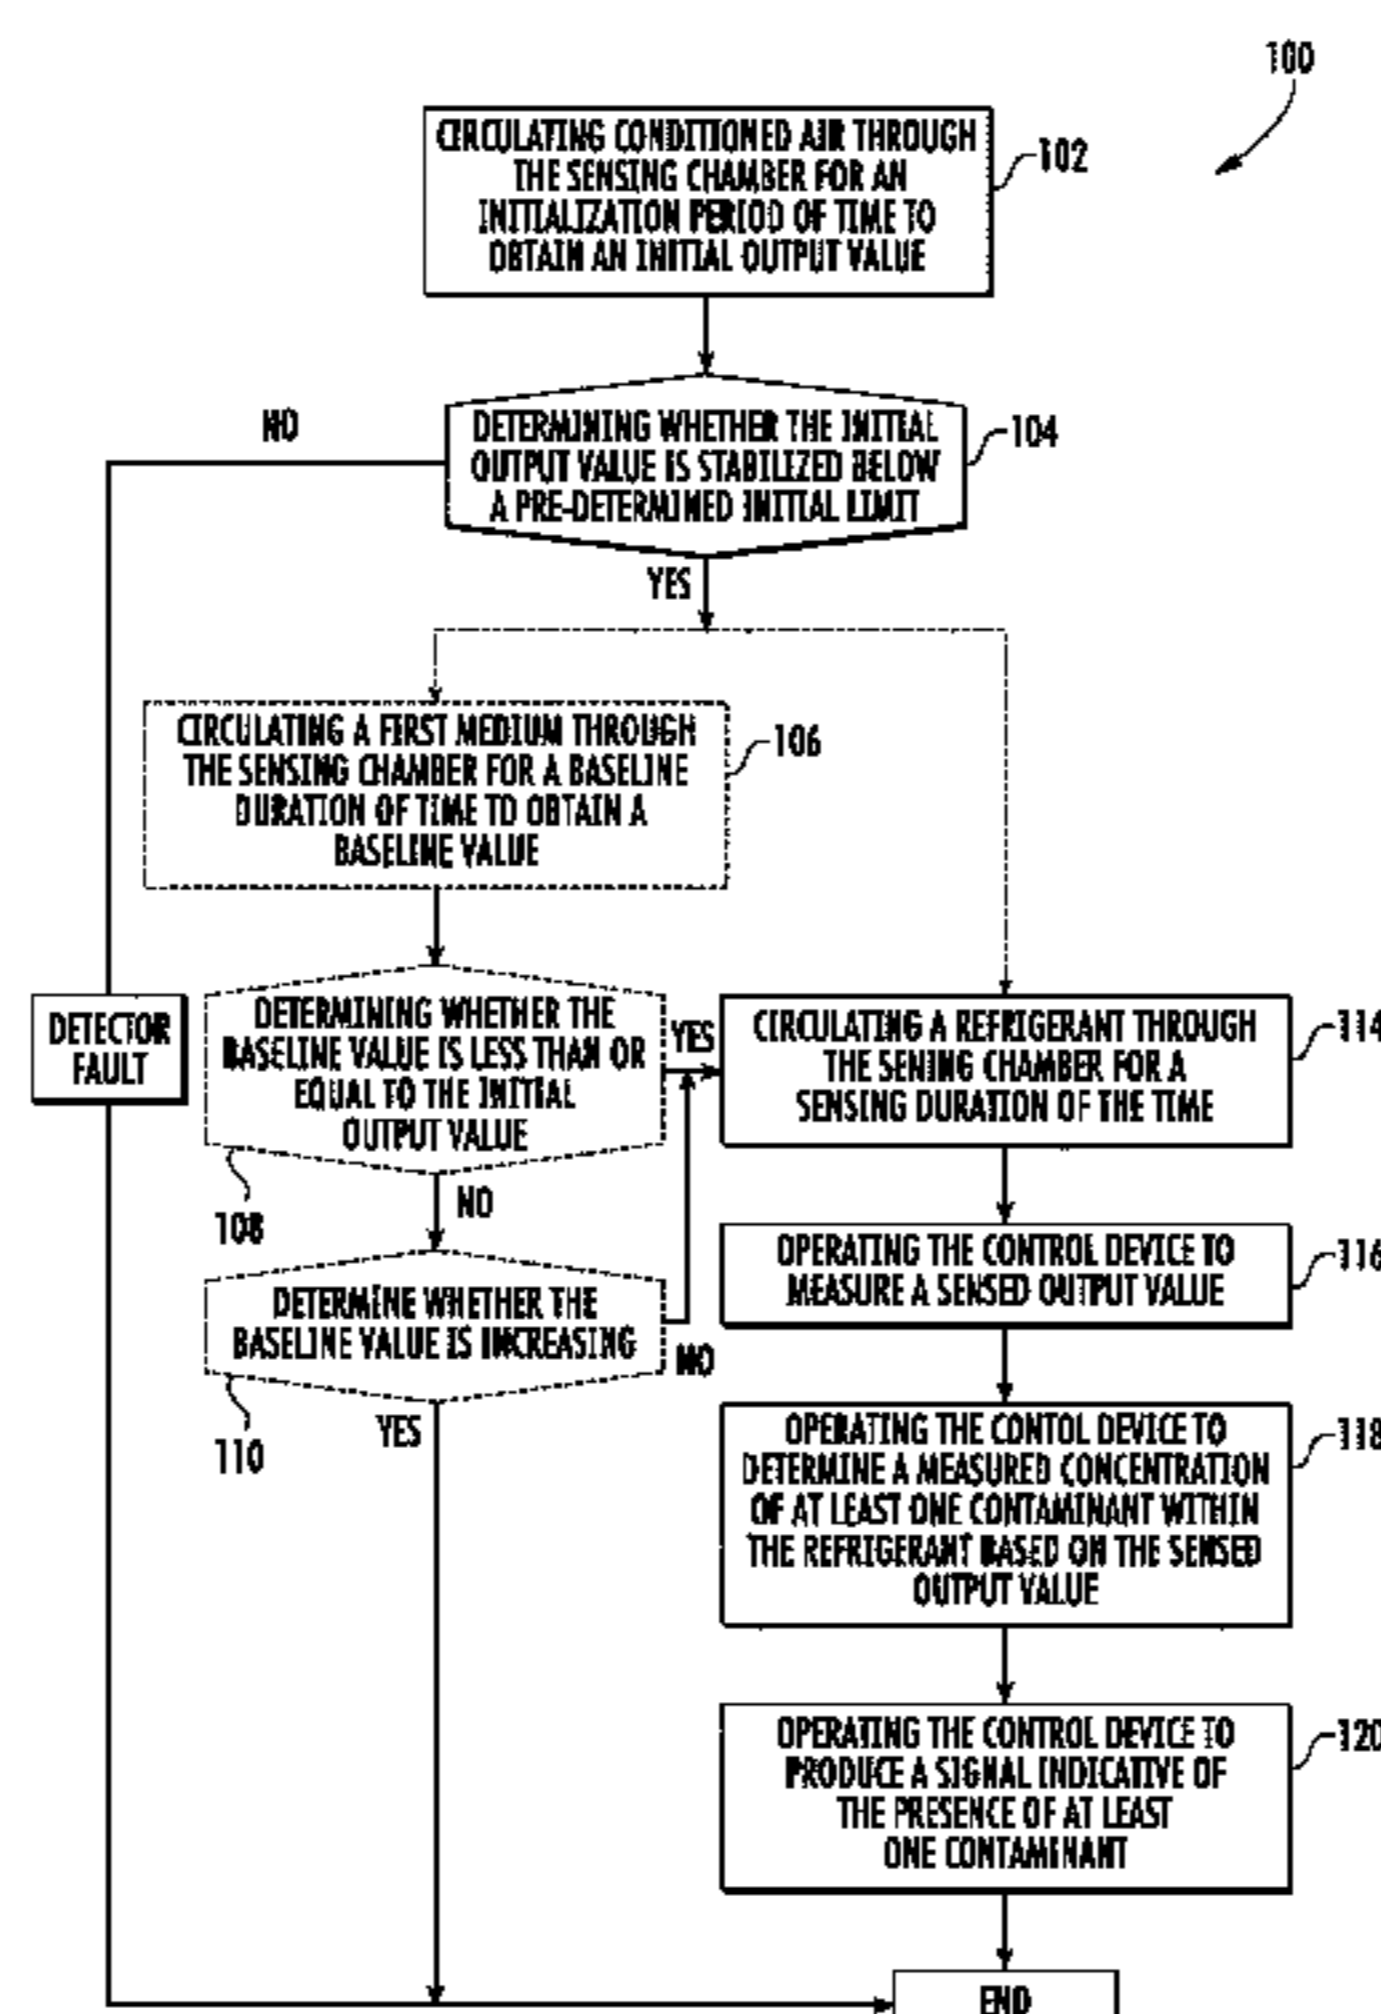 100
CIRCULATING CONDITIONED AIR THROUGH
THE SENSING CHAMBER FOR AN
INITIALIZATION PERIOD OF TIME TO
OBTAIN AN INITIAL OUTPUT VALUE
102
NO
DETERMINING WHETHER THE INITIAL
OUTPUT VALUE IS STABILIZED BELOW
A PRE-DETERMINED INITIAL LIMIT
104
YES
CIRCULATING A FIRST MEDIUM THROUGH
THE SENSING CHAMBER FOR A BASELINE
DURATION OF TIME TO OBTAIN A
BASELINE VALUE
106
DETECTOR
FAULT
DETERMINING WHETHER THE
BASELINE VALUE IS LESS THAN OR
EQUAL TO THE INITIAL
OUTPUT VALUE
108
YES
NO
DETERMINE WHETHER THE
BASELINE VALUE IS INCREASING
110
NO
YES
CIRCULATING A REFRIGERANT THROUGH
THE SENING CHAMBER FOR A
SENSING DURATION OF THE TIME
114
OPERATING THE CONTROL DEVICE TO
MEASURE A SENSED OUTPUT VALUE
116
OPERATING THE CONTOL DEVICE TO
DETERMINE A MEASURED CONCENTRATION
OF AT LEAST ONE CONTAMINANT WITHIN
THE REFRIGERANT BASED ON THE SENSED
OUTPUT VALUE
118
OPERATING THE CONTROL DEVICE TO
PRODUCE A SIGNAL INDICATIVE OF
THE PRESENCE OF AT LEAST
ONE CONTAMINANT
120
END